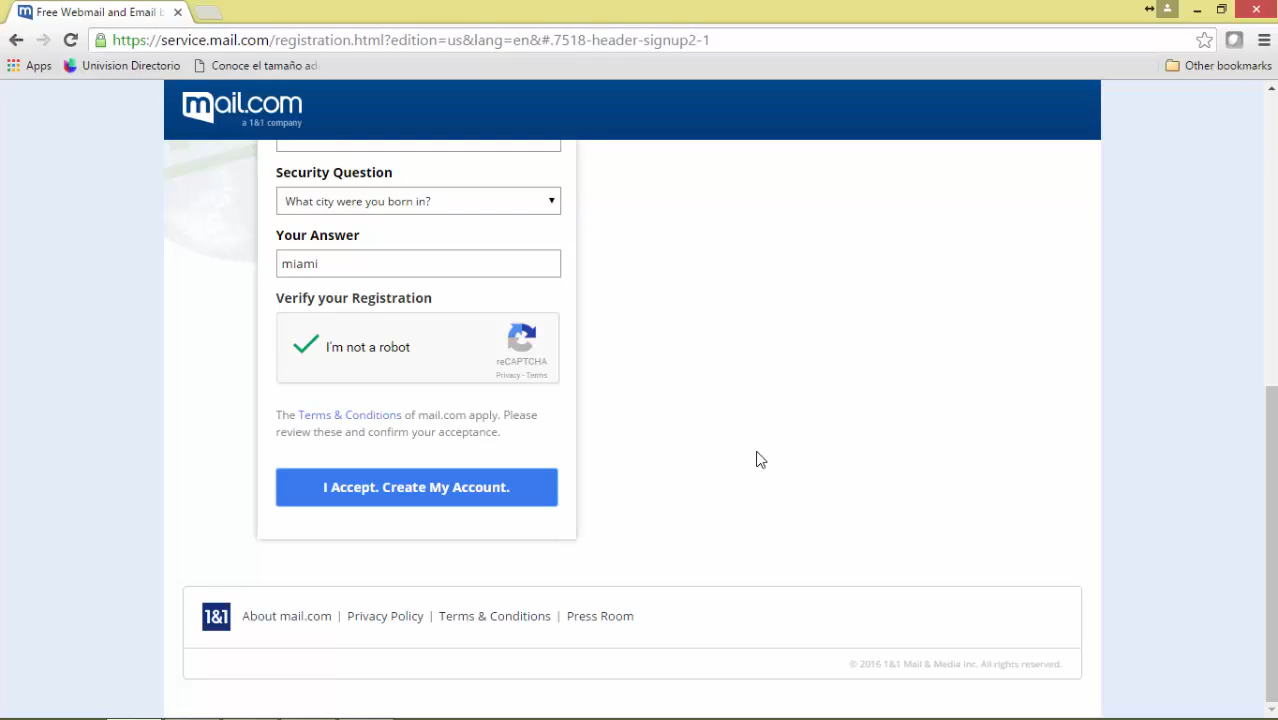 Free Webmail and Email b
https://service.mail.com/registration.html?edition=us&lang=en&#.7518-header-signup2-1
Apps Univision Directorio Conoce el tamaño ad Other bookmarks
mail.com
a 1&1 company
Security Question
What city were you born in?
Your Answer
miami
Verify your Registration
I'm not a robot
reCAPTCHA
Privacy - Terms
The Terms & Conditions of mail.com apply. Please
review these and confirm your acceptance.
I Accept. Create My Account.
1&1 About mail.com | Privacy Policy | Terms & Conditions | Press Room
© 2016 1&1 Mail & Media Inc. All rights reserved.